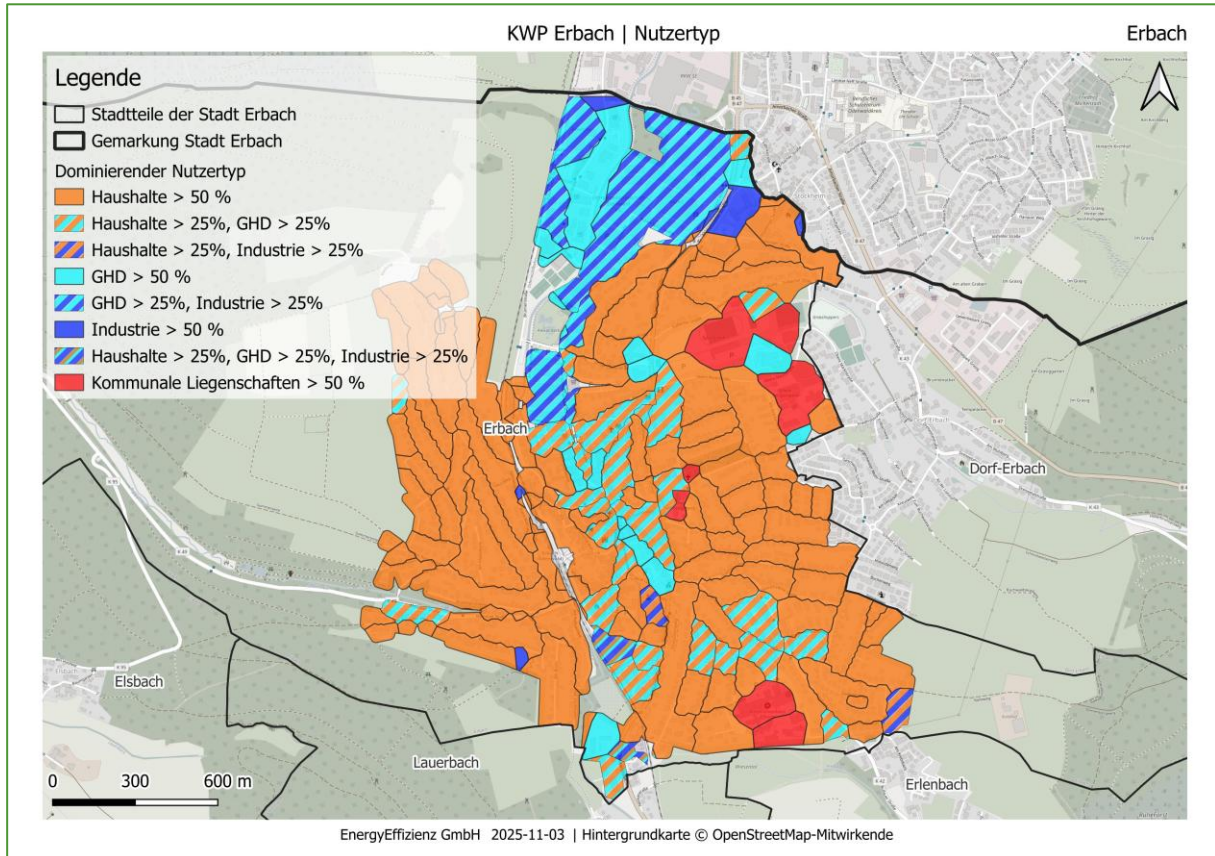 KWP Erbach | Nutzertyp
Erbach
Legende
Stadtteile der Stadt Erbach
Gemarkung Stadt Erbach
Dominierender Nutzertyp
Haushalte > 50 %
Haushalte > 25%, GHD > 25%
Haushalte > 25%, Industrie > 25%
GHD > 50 %
GHD > 25%, Industrie > 25%
Industrie > 50 %
Haushalte > 25%, GHD > 25%, Industrie > 25%
Kommunale Liegenschaften > 50 %
Erbach
Dorf-Erbach
Elsbach
Lauerbach
Erlenbach
0 300 600 m
EnergyEffizienz GmbH 2025-11-03 | Hintergrundkarte © OpenStreetMap-Mitwirkende